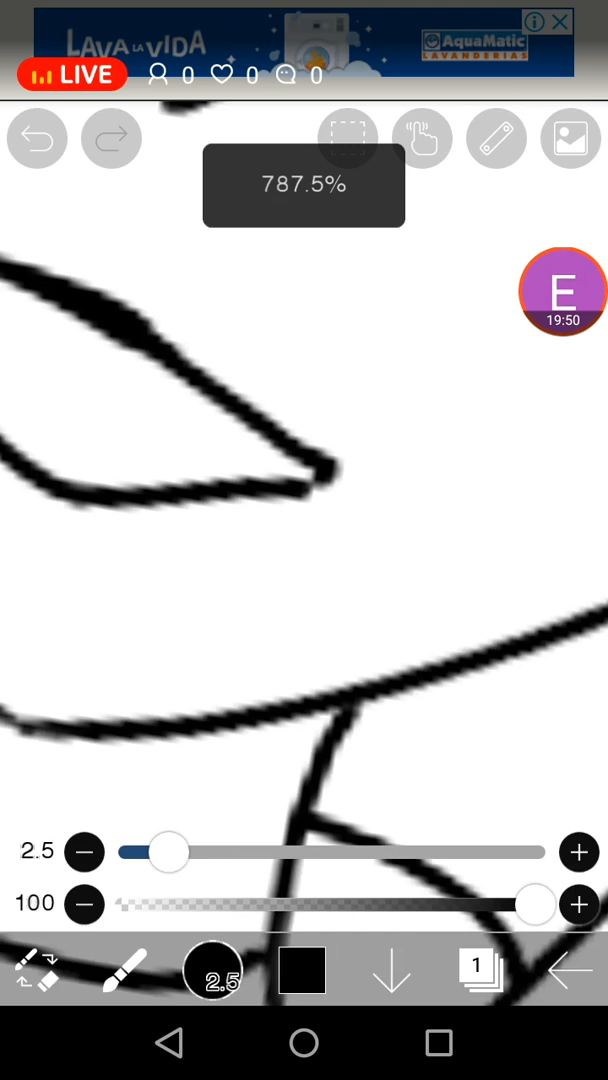 LAVA LA VIDA
AquaMatic
LAVANDERIAS
LIVE 0 0 0
787.5%
E
19:50
2.5
100
2.5
1